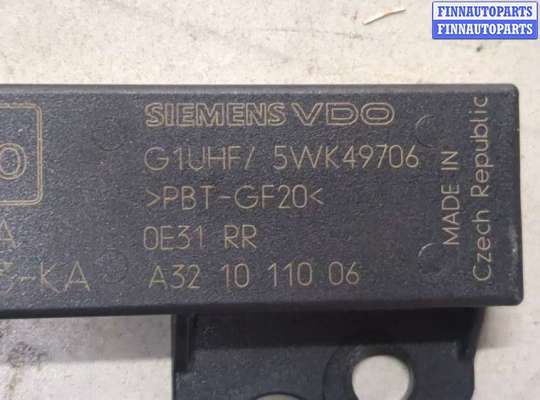 FINNAUTOPARTS
FINNAUTOPARTS
SIEMENS VDO
G1UHF/ 5WK49706
>PBT-GF20<
0E31 RR
A32 10 110 06
MADE IN
Czech Republic
A
-KA